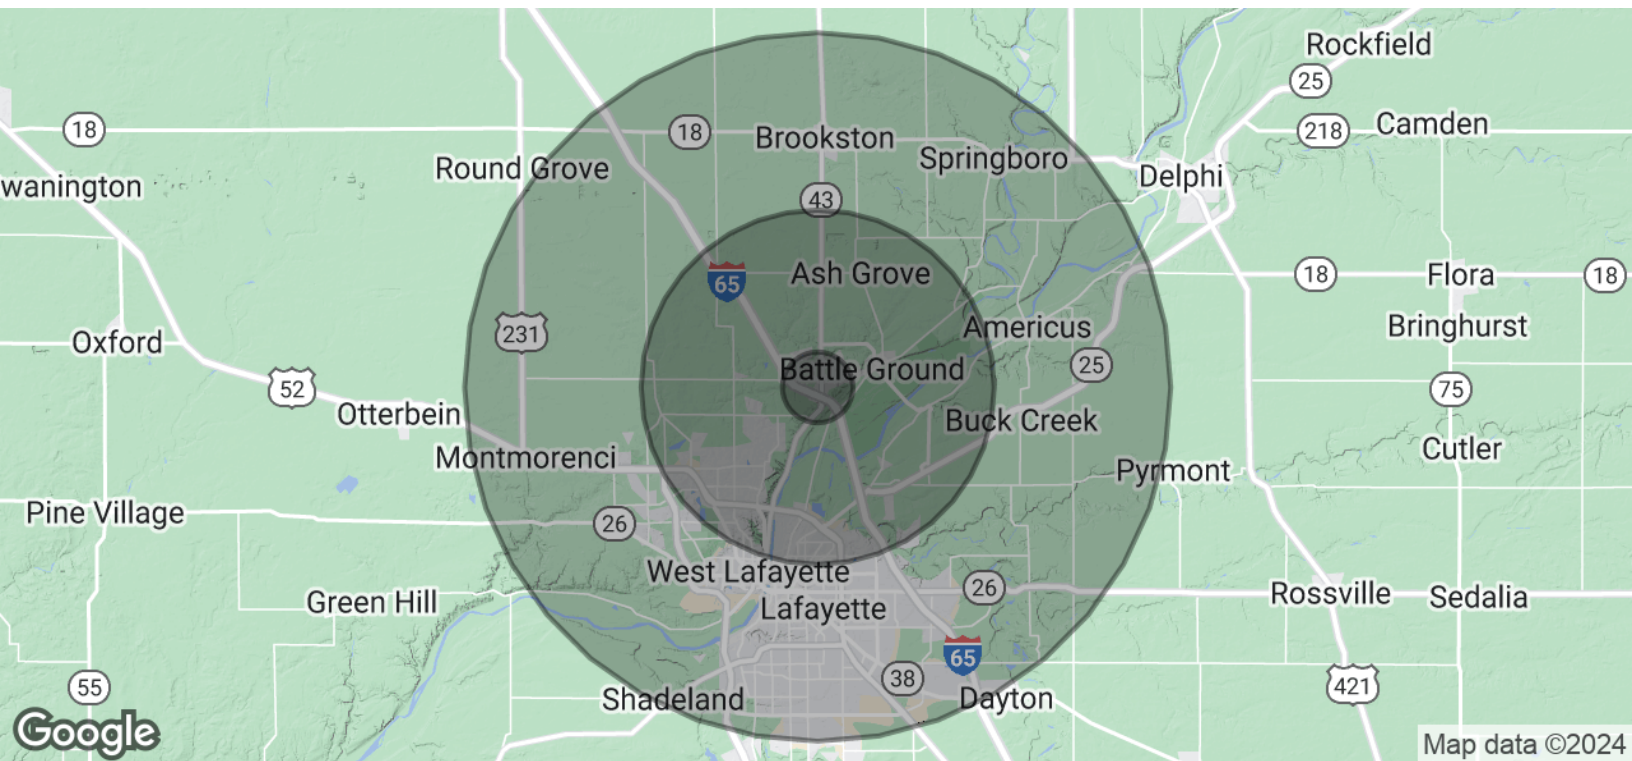 Rockfield
25
18
18
Brookston
218
Camden
Springboro
Round Grove
Delphi
wanington
43
65
Ash Grove
18
Flora
18
231
Americus
Bringhurst
Oxford
Battle Ground
25
52
75
Otterbein
Buck Creek
Montmorenci
Cutler
Pyrmont
Pine Village
26
West Lafayette
26
Rossville
Sedalia
Green Hill
Lafayette
65
38
55
421
Shadeland
Dayton
Google
Map data ©2024